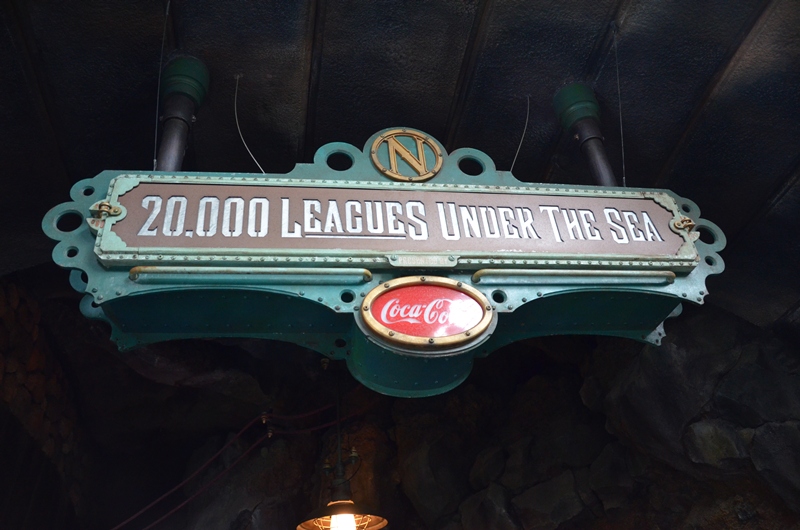 N
20,000 LEAGUES UNDER THE SEA
Coca-Cola